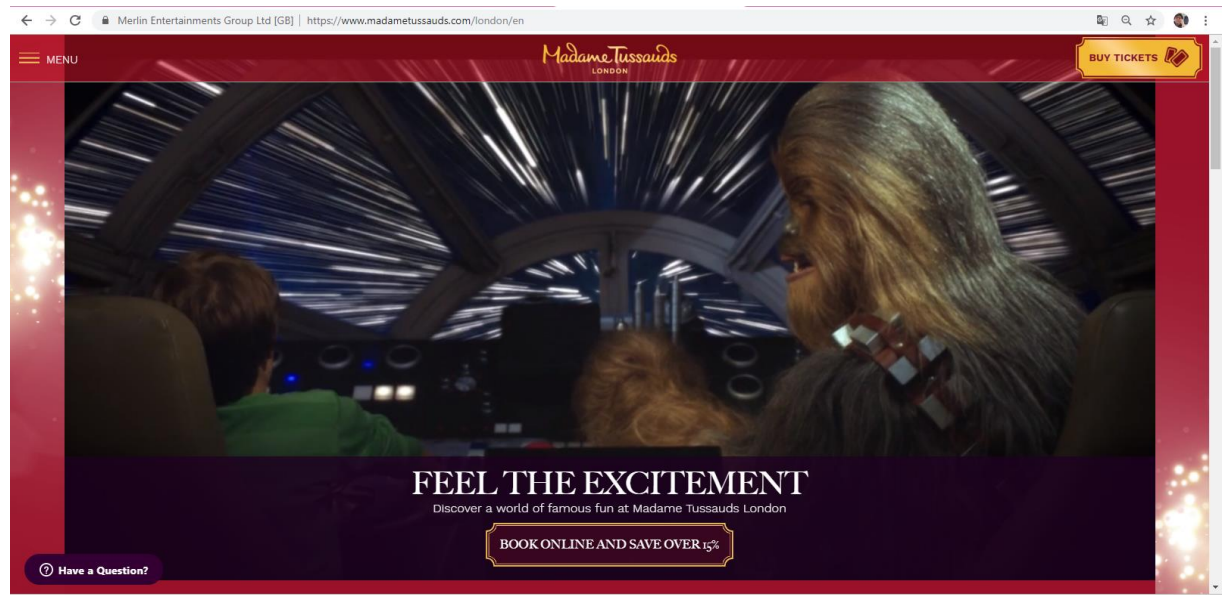 Merlin Entertainments Group Ltd [GB] | https://www.madametussauds.com/london/en
MENU
Madame Tussauds
LONDON
BUY TICKETS
FEEL THE EXCITEMENT
Discover a world of famous fun at Madame Tussauds London
BOOK ONLINE AND SAVE OVER 15%
? Have a Question?